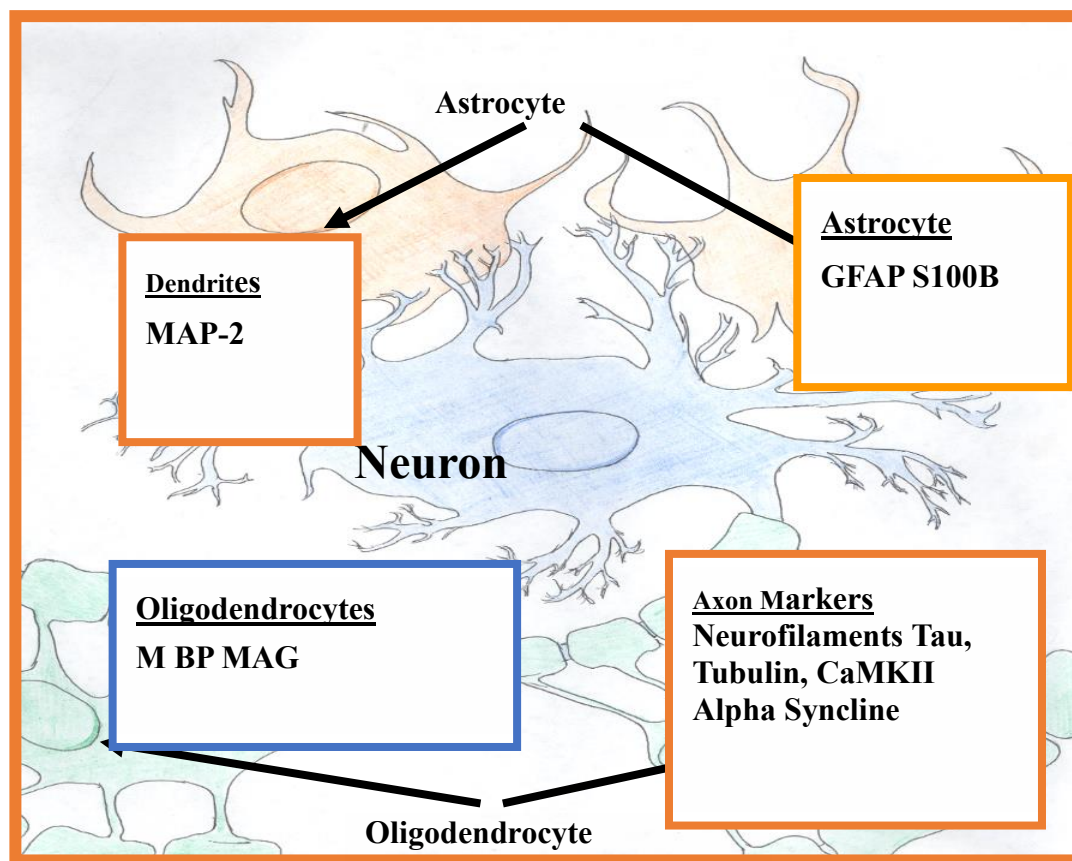 Astrocyte
Astrocyte
GFAP S100B
Dendrites
MAP-2
Neuron
Oligodendrocytes
M BP MAG
Axon Markers
Neurofilaments Tau,
Tubulin, CaMKII
Alpha Syncline
Oligodendrocyte